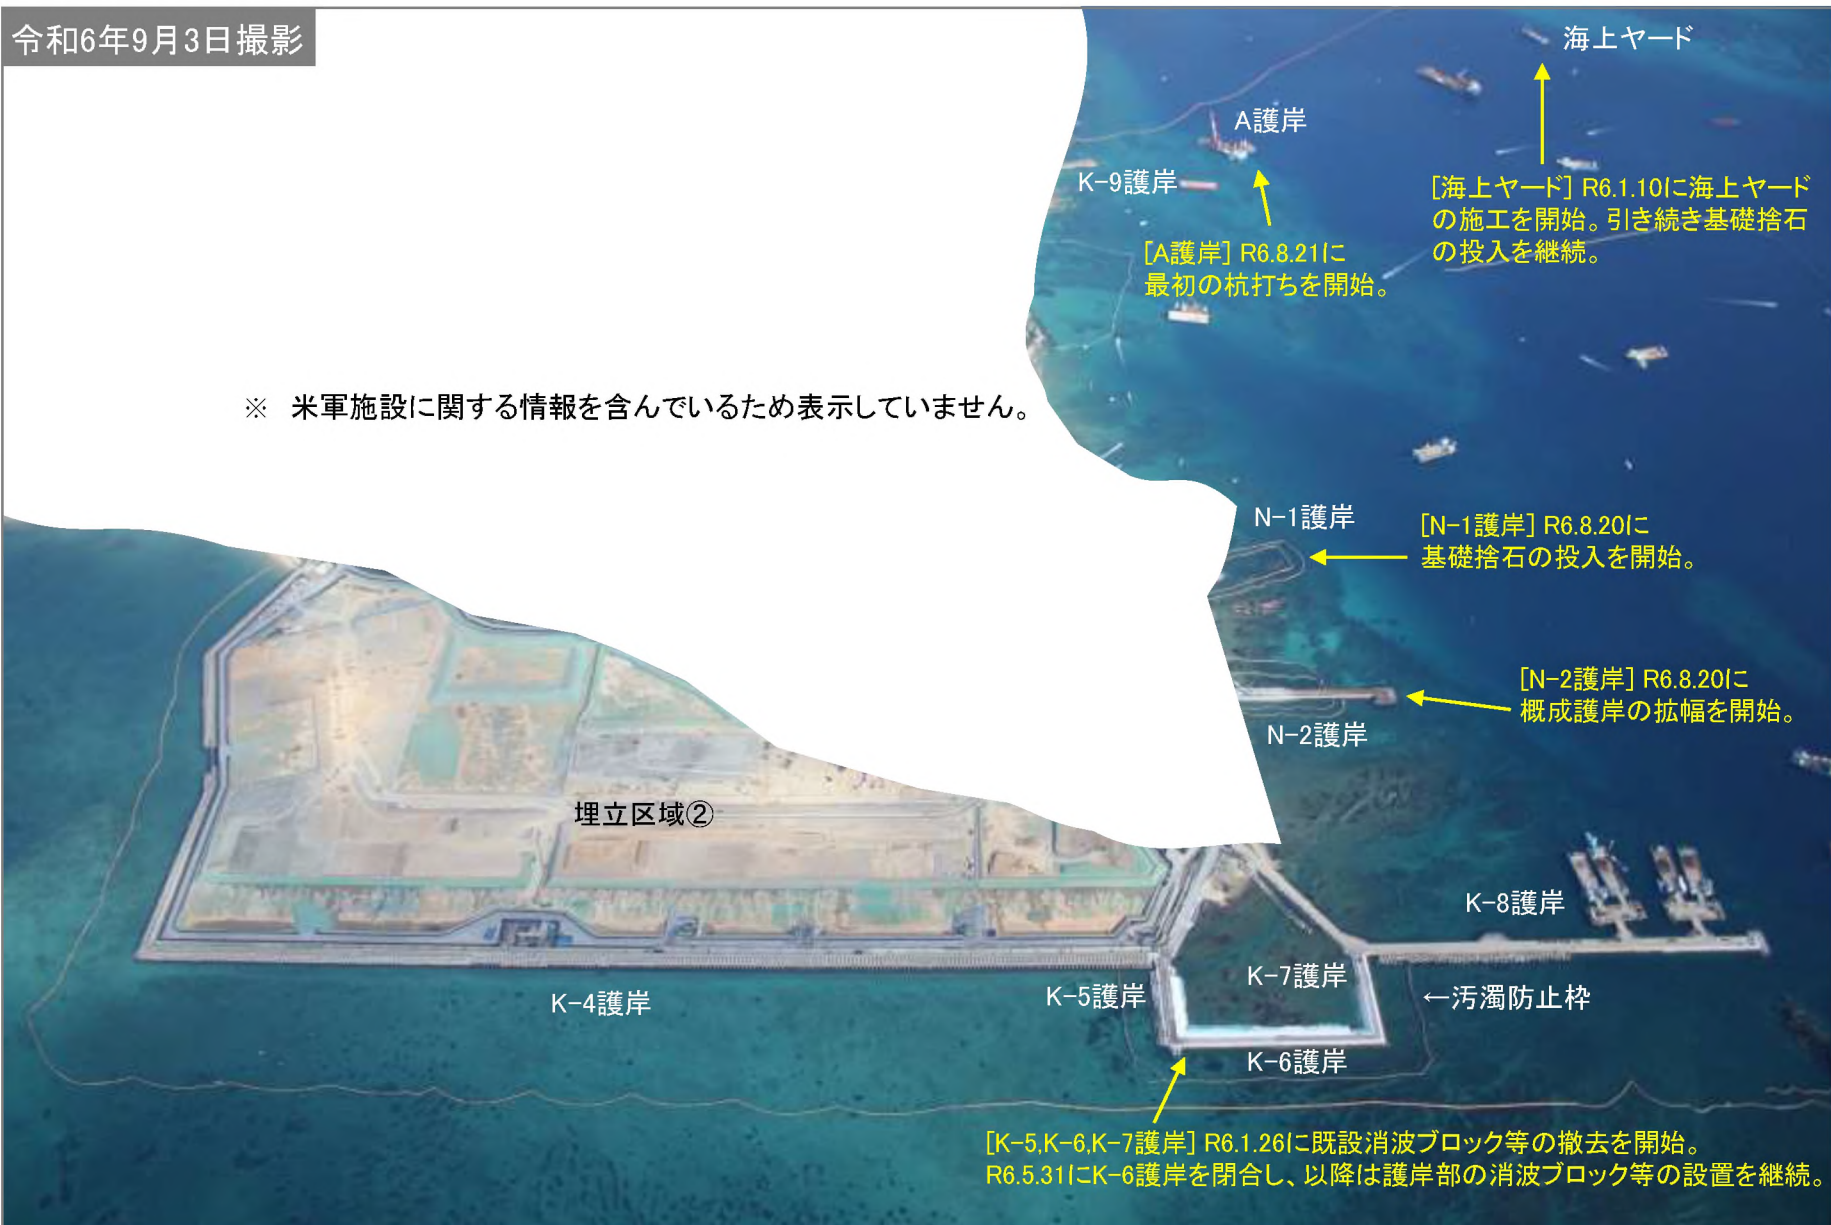 令和6年9月3日撮影
海上ヤード
A護岸
K-9護岸
[海上ヤード] R6.1.10に海上ヤード
の施工を開始。引き続き基礎捨石
の投入を継続。
[A護岸] R6.8.21に
最初の杭打ちを開始。
※　米軍施設に関する情報を含んでいるため表示していません。
N-1護岸
[N-1護岸] R6.8.20に
基礎捨石の投入を開始。
[N-2護岸] R6.8.20に
概成護岸の拡幅を開始。
N-2護岸
埋立区域②
K-8護岸
K-7護岸
K-5護岸
K-4護岸
←汚濁防止枠
K-6護岸
[K-5,K-6,K-7護岸] R6.1.26に既設消波ブロック等の撤去を開始。
R6.5.31にK-6護岸を閉合し、以降は護岸部の消波ブロック等の設置を継続。